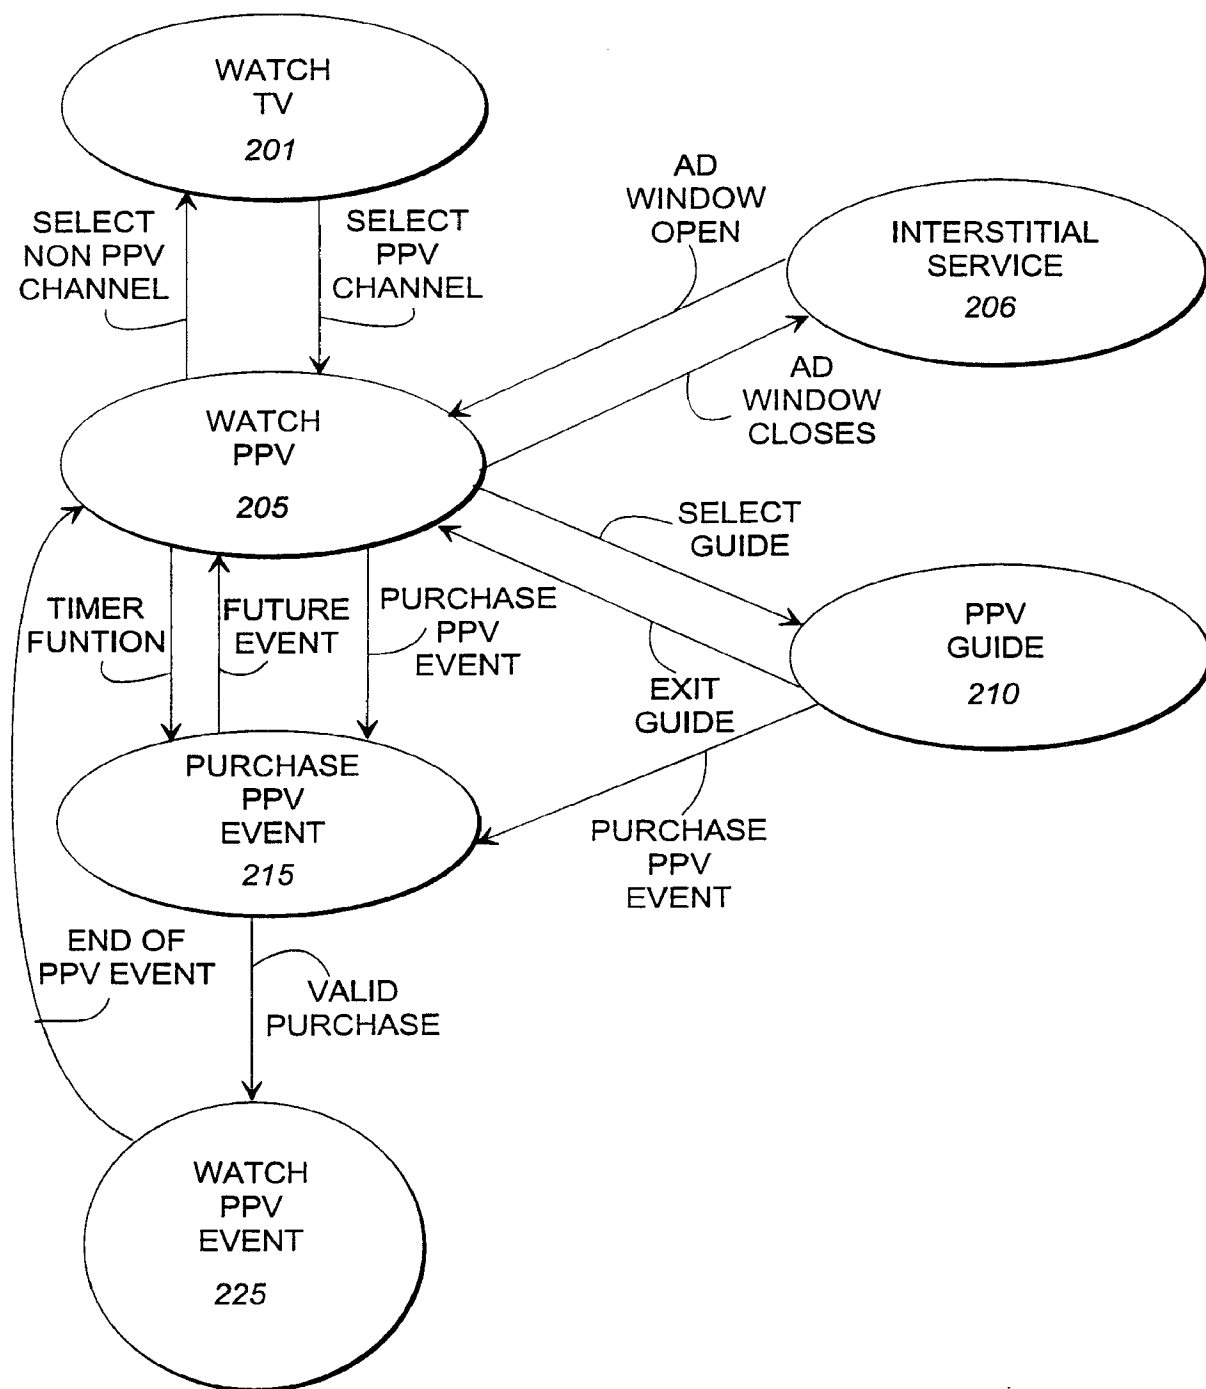 WATCH
TV
201
SELECT
NON PPV
CHANNEL
SELECT
PPV
CHANNEL
AD
WINDOW
OPEN
INTERSTITIAL
SERVICE
206
AD
WINDOW
CLOSES
WATCH
PPV
205
SELECT
GUIDE
TIMER
FUNTION
FUTURE
EVENT
PURCHASE
PPV
EVENT
EXIT
GUIDE
PPV
GUIDE
210
PURCHASE
PPV
EVENT
215
PURCHASE
PPV
EVENT
END OF
PPV EVENT
VALID
PURCHASE
WATCH
PPV
EVENT
225